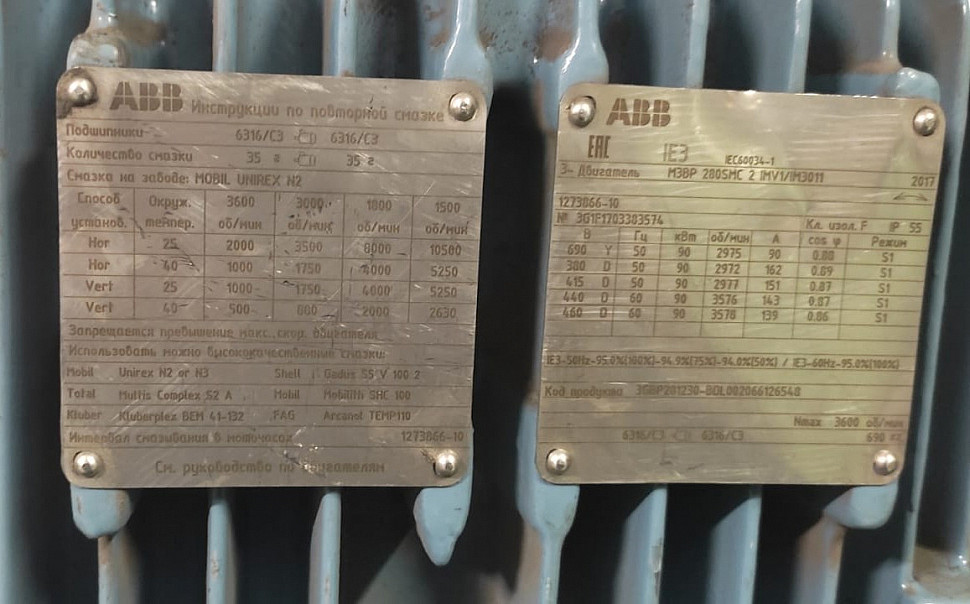 ABB Инструкции по повторной смазке
Подшипники 6316/C3 6316/C3
Количество смазки 35 г 35 г
Смазка на заводе: MOBIL UNIREX N2
Способ Окруж. 3600 3000 1800 1500
установ. темпер. об/мин об/мин об/мин об/мин
Hor 25 2000 3500 8000 10500
Hor 40 1000 1750 4000 5250
Vert 25 1000 1750 4000 5250
Vert 40 500 800 2000 2630
Запрещается превышение макс. скор. двигателя
Использовать можно высококачественные смазки:
Mobil Unirex N2 or N3 Shell Gadus S5 V 100 2
Total Multis Complex S2 A Mobil Mobilith SHC 100
Kluber Kluberplex BEM 41-132 FAG Arcanol TEMP110
Интервал смазывания в моточасах 1273866-10
См. руководство по двигателям
ABB
EAC IE3 IEC60034-1
3~ Двигатель M3BP 280SMC 2 IMV1/IM3011 2017
1273866-10
№ 3G1F1703383574 Кл. изол. F IP 55
В Гц кВт об/мин А cos φ Режим
690 Y 50 90 2975 90 0.88 S1
380 D 50 90 2972 162 0.89 S1
415 D 50 90 2977 151 0.87 S1
440 D 60 90 3576 143 0.87 S1
460 D 60 90 3578 139 0.86 S1
IE3-50Hz-95.0%(100%)-94.9%(75%)-94.0%(50%) / IE3-60Hz-95.0%(100%)
Код продукта 3GBP281230-BDL002066126548
Nmax 3600 об/мин
6316/C3 6316/C3 690 кг